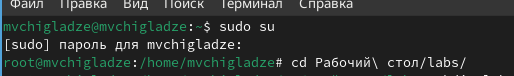 Файл Правка Вид Поиск Терминал Справка
mvchigladze@mvchigladze:~$ sudo su
[sudo] пароль для mvchigladze:
root@mvchigladze:/home/mvchigladze# cd Рабочий\ стол/labs/